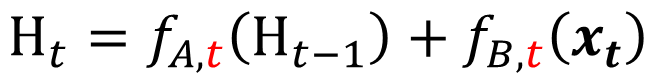 H_t = f_{A,t}(H_{t-1}) + f_{B,t}(x_t)